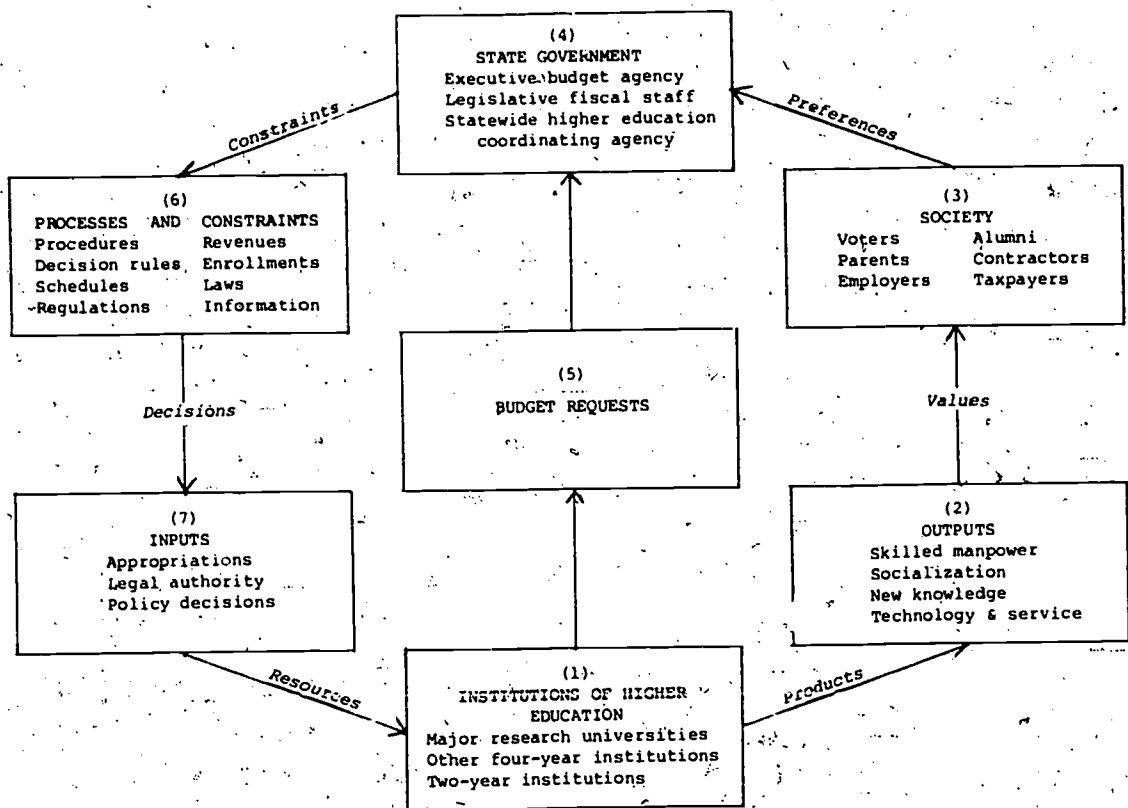 (4)
STATE GOVERNMENT
Executive budget agency
Legislative fiscal staff
Statewide higher education
coordinating agency
Constraints
Preferences
(6)
PROCESSES AND CONSTRAINTS
Procedures Revenues
Decision rules Enrollments
Schedules Laws
Regulations Information
(3)
SOCIETY
Voters Alumni
Parents Contractors
Employers Taxpayers
(5)
BUDGET REQUESTS
Decisions
Values
(7)
INPUTS
Appropriations
Legal authority
Policy decisions
(2)
OUTPUTS
Skilled manpower
Socialization
New knowledge
Technology & service
Resources
Products
(1)
INSTITUTIONS OF HIGHER
EDUCATION
Major research universities
Other four-year institutions
Two-year institutions